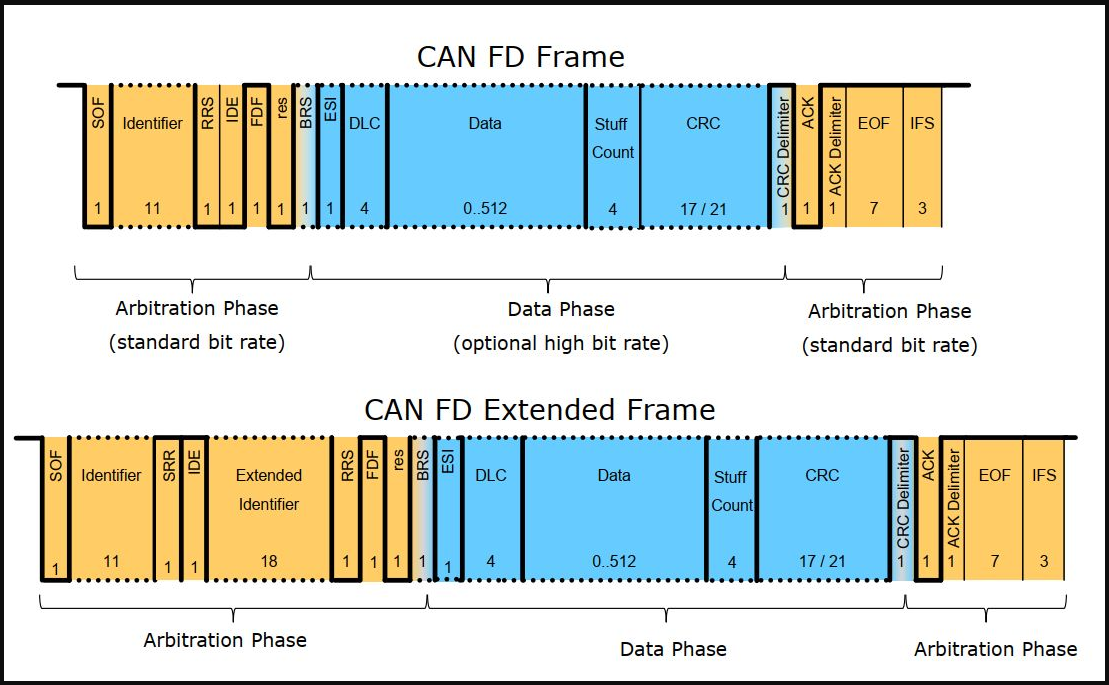 CAN FD Frame
SOF Identifier RRS IDE FDF res BRS ESI DLC Data Stuff Count CRC CRC Delimiter ACK ACK Delimiter EOF IFS
1 11 1 1 1 1 1 1 4 0..512 4 17 / 21 1 1 1 7 3
Arbitration Phase
(standard bit rate)
Data Phase
(optional high bit rate)
Arbitration Phase
(standard bit rate)
CAN FD Extended Frame
SOF Identifier SRR IDE Extended Identifier RRS FDF res BRS ESI DLC Data Stuff Count CRC CRC Delimiter ACK ACK Delimiter EOF IFS
1 11 1 1 18 1 1 1 1 1 4 0..512 4 17 / 21 1 1 1 7 3
Arbitration Phase
Data Phase
Arbitration Phase